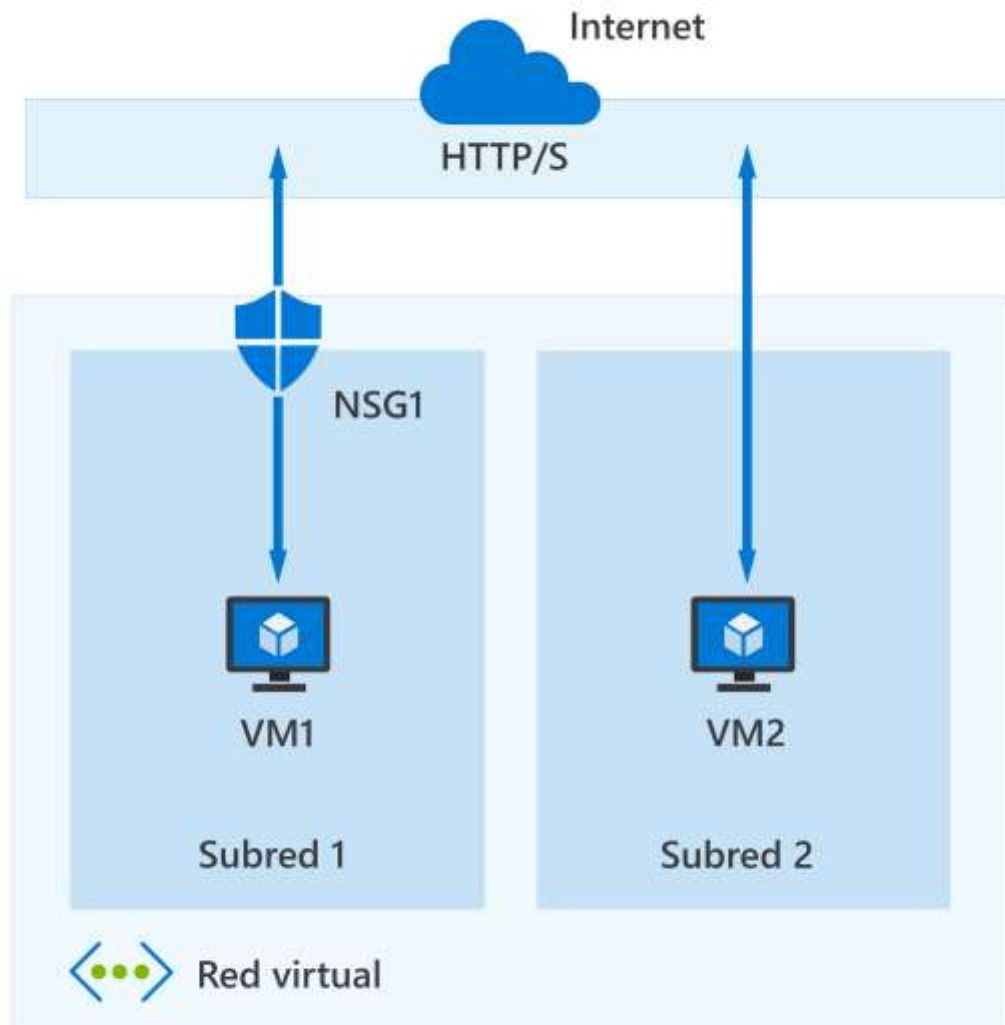 Internet
HTTP/S
NSG1
VM1
VM2
Subred 1
Subred 2
Red virtual